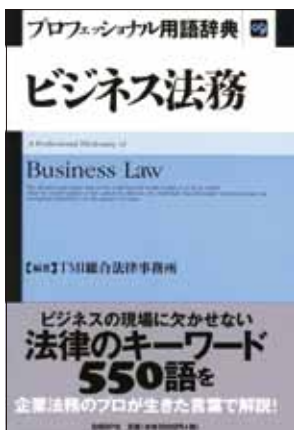 プロフェッショナル用語辞典
ビジネス法務
A Professional Dictionary of
Business Law
【編著】TMI総合法律事務所
ビジネスの現場に欠かせない
法律のキーワード
550語を
企業法務のプロが生きた言葉で解説!